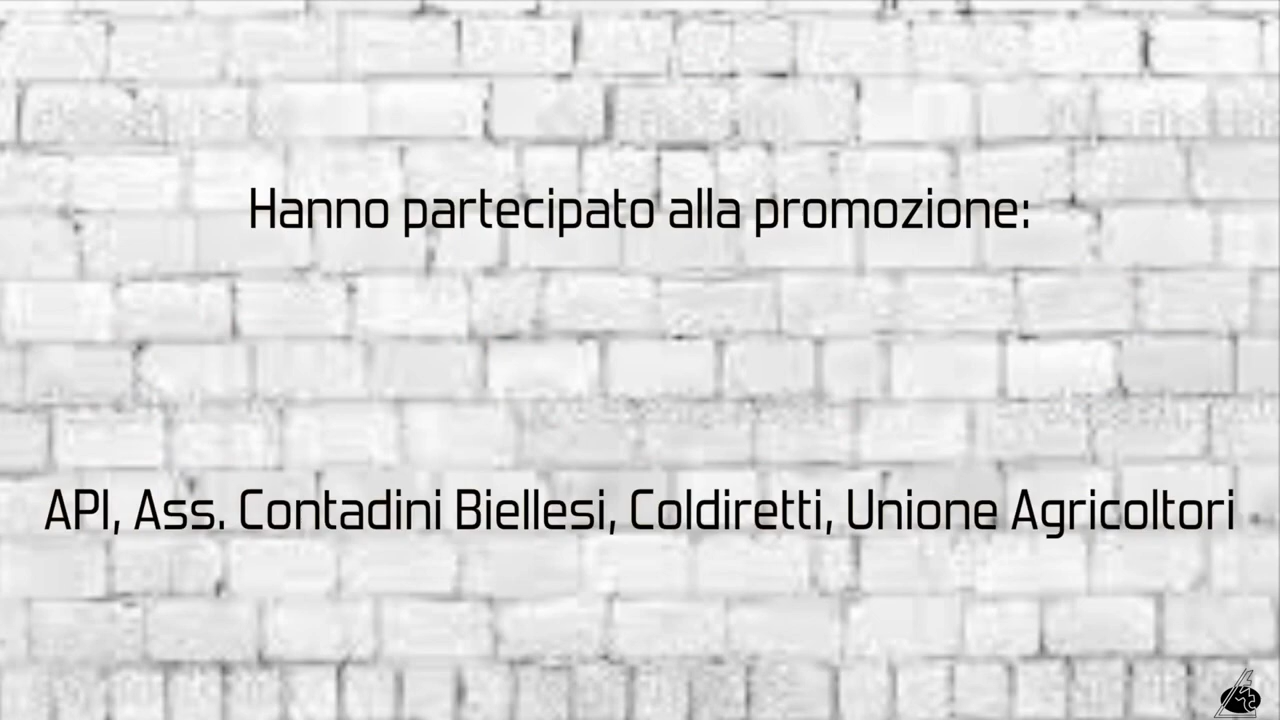 Hanno partecipato alla promozione:
API, Ass. Contadini Biellesi, Coldiretti, Unione Agricoltori